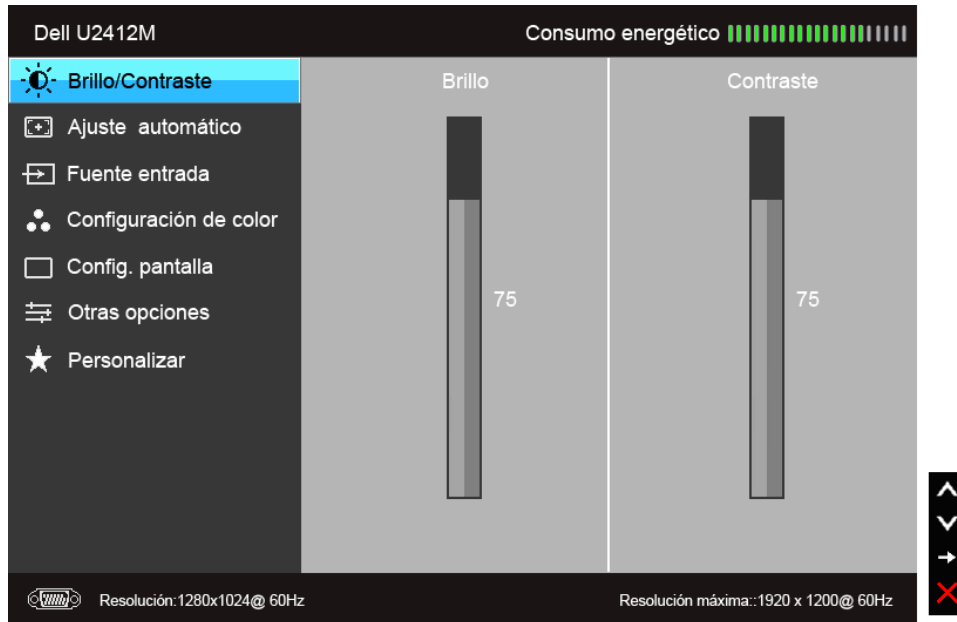 Dell U2412M
Consumo energético
Brillo/Contraste
Ajuste automático
Fuente entrada
Configuración de color
Config. pantalla
Otras opciones
Personalizar
Brillo
75
Contraste
75
Resolución:1280x1024@ 60Hz
Resolución máxima::1920 x 1200@ 60Hz